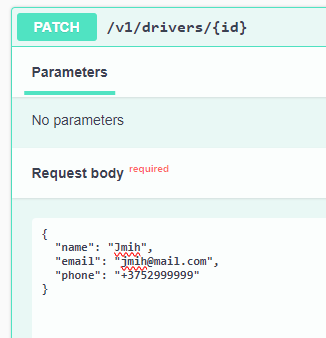 PATCH /v1/drivers/{id}
Parameters
No parameters
Request body required
{
"name": "Jmih",
"email": "jmih@mail.com",
"phone": "+3752999999"
}